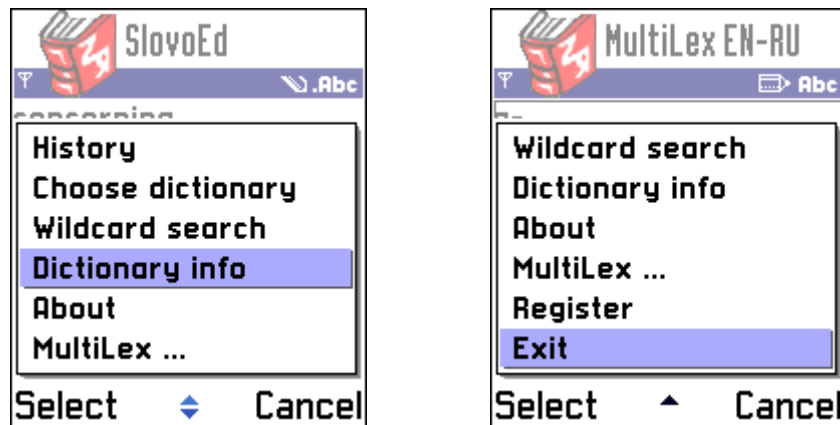 SlovoEd
.Abc
concerning
History
Choose dictionary
Wildcard search
Dictionary info
About
MultiLex ...
Select Cancel
MultiLex EN-RU
Abc
a-
Wildcard search
Dictionary info
About
MultiLex ...
Register
Exit
Select Cancel